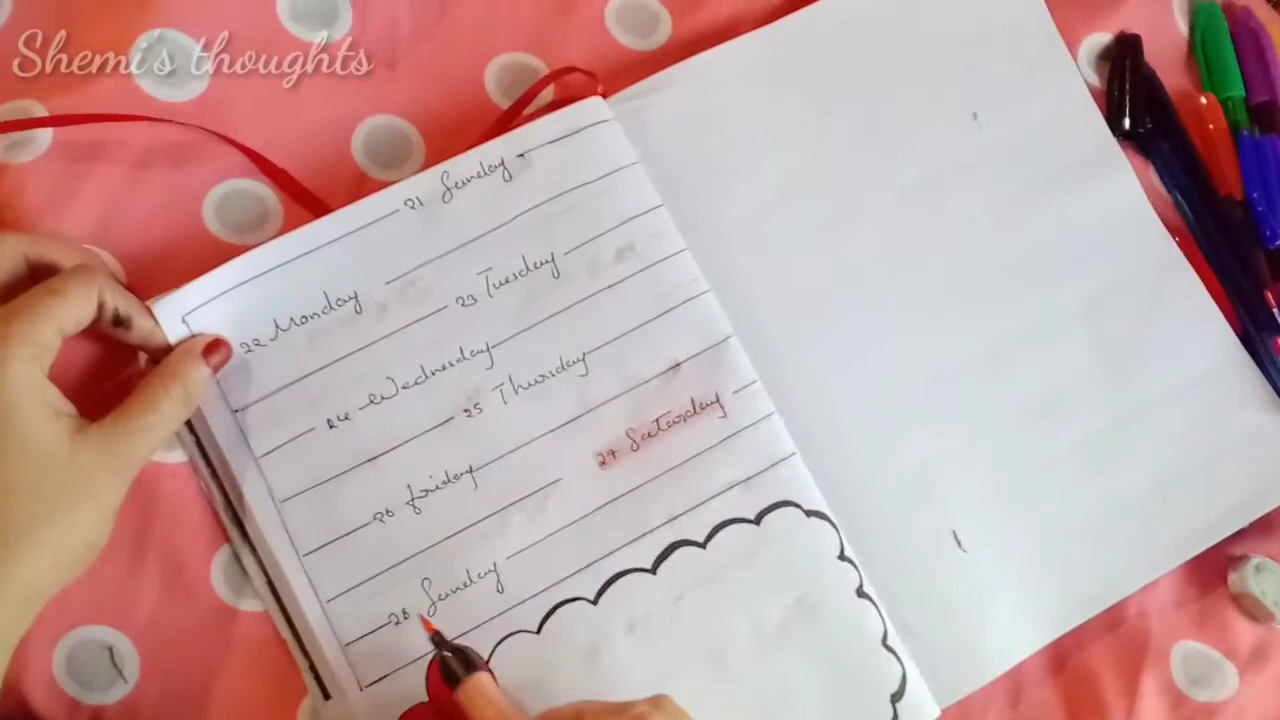 Shemi's thoughts
21 Sunday
22 Monday
23 Tuesday
24 Wednesday
25 Thursday
26 friday
27 Saturday
28 Sunday